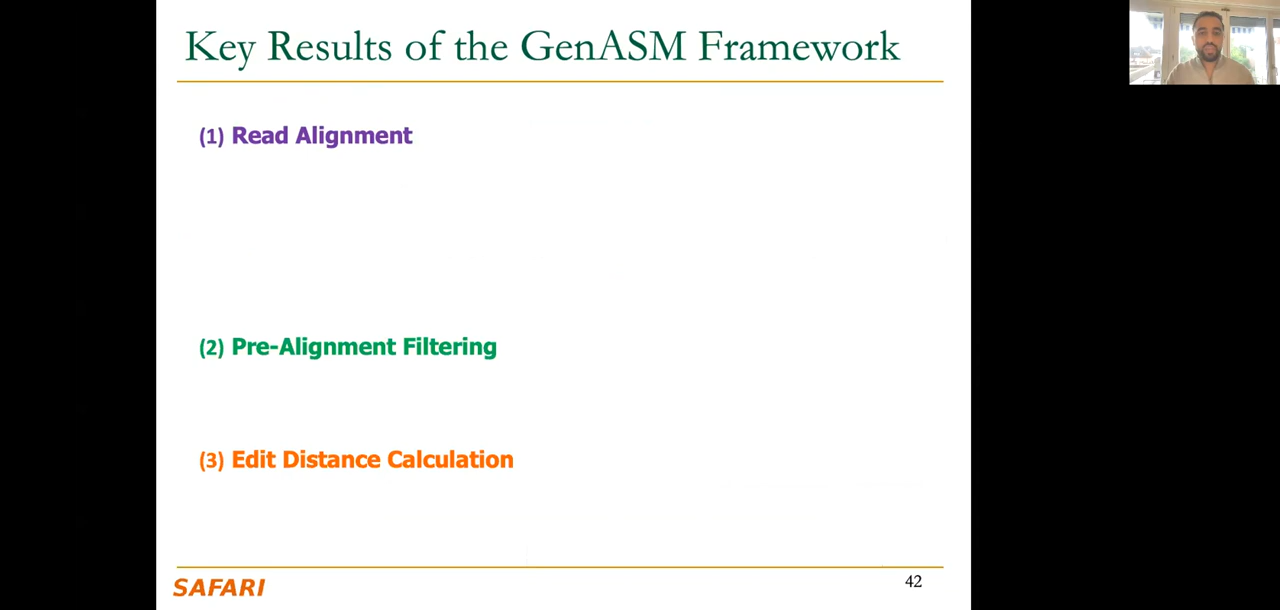 Key Results of the GenASM Framework
(1) Read Alignment
(2) Pre-Alignment Filtering
(3) Edit Distance Calculation
SAFARI
42